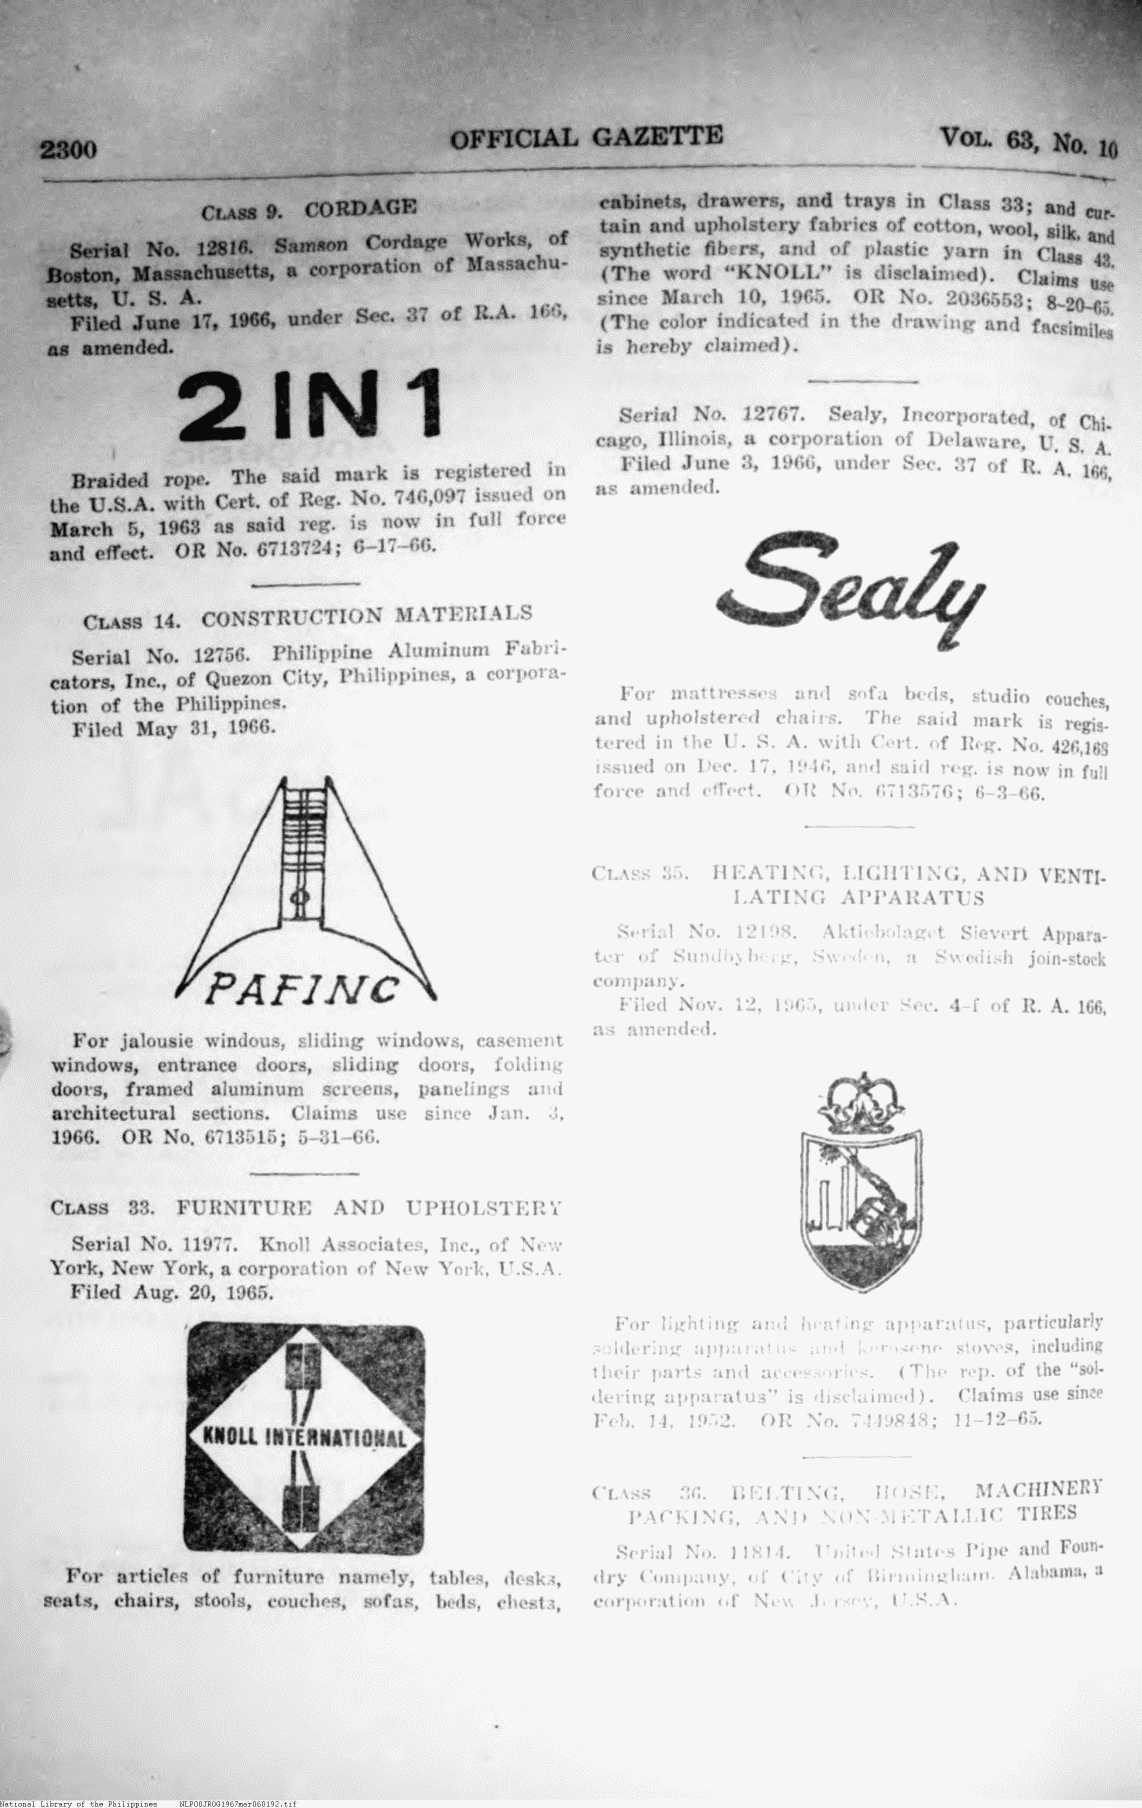 2300
OFFICIAL GAZETTE
VOL. 63, No. 10
CLASS 9. CORDAGE
Serial No. 12816. Samson Cordage Works, of
Boston, Massachusetts, a corporation of Massachu-
setts, U. S. A.
Filed June 17, 1966, under Sec. 37 of R.A. 166,
as amended.
2 IN 1
Braided rope. The said mark is registered in
the U.S.A. with Cert. of Reg. No. 746,097 issued on
March 5, 1963 as said reg. is now in full force
and effect. OR No. 6713724; 6-17-66.
CLASS 14. CONSTRUCTION MATERIALS
Serial No. 12756. Philippine Aluminum Fabri-
cators, Inc., of Quezon City, Philippines, a corpora-
tion of the Philippines.
Filed May 31, 1966.
PAFINC
For jalousie windous, sliding windows, casement
windows, entrance doors, sliding doors, folding
doors, framed aluminum screens, panelings and
architectural sections. Claims use since Jan. 3,
1966. OR No. 6713515; 5-31-66.
CLASS 33. FURNITURE AND UPHOLSTERY
Serial No. 11977. Knoll Associates, Inc., of New
York, New York, a corporation of New York, U.S.A.
Filed Aug. 20, 1965.
KNOLL INTERNATIONAL
For articles of furniture namely, tables, desks,
seats, chairs, stools, couches, sofas, beds, chests,
cabinets, drawers, and trays in Class 33; and cur-
tain and upholstery fabrics of cotton, wool, silk, and
synthetic fibers, and of plastic yarn in Class 43.
(The word "KNOLL" is disclaimed). Claims use
since March 10, 1965. OR No. 2036553; 8-20-65.
(The color indicated in the drawing and facsimiles
is hereby claimed).
Serial No. 12767. Sealy, Incorporated, of Chi-
cago, Illinois, a corporation of Delaware, U. S. A.
Filed June 3, 1966, under Sec. 37 of R. A. 166,
as amended.
Sealy
For mattresses and sofa beds, studio couches,
and upholstered chairs. The said mark is regis-
tered in the U. S. A. with Cert. of Reg. No. 426,168
issued on Dec. 17, 1946, and said reg. is now in full
force and effect. OR No. 6713576; 6-3-66.
CLASS 35. HEATING, LIGHTING, AND VENTI-
LATING APPARATUS
Serial No. 12198. Aktiebolaget Sievert Appara-
ter of Sundbyberg, Sweden, a Swedish join-stock
company.
Filed Nov. 12, 1965, under Sec. 4-f of R. A. 166,
as amended.
For lighting and heating apparatus, particularly
soldering apparatus and kerosene stoves, including
their parts and accessories. (The rep. of the "sol-
dering apparatus" is disclaimed). Claims use since
Feb. 14, 1952. OR No. 7449848; 11-12-65.
CLASS 36. BELTING, HOSE, MACHINERY
PACKING, AND NON-METALLIC TIRES
Serial No. 11814. United States Pipe and Foun-
dry Company, of City of Birmingham, Alabama, a
corporation of New Jersey, U.S.A.
National Library of the Philippines NLPO8JR0G1967mar060192.tif